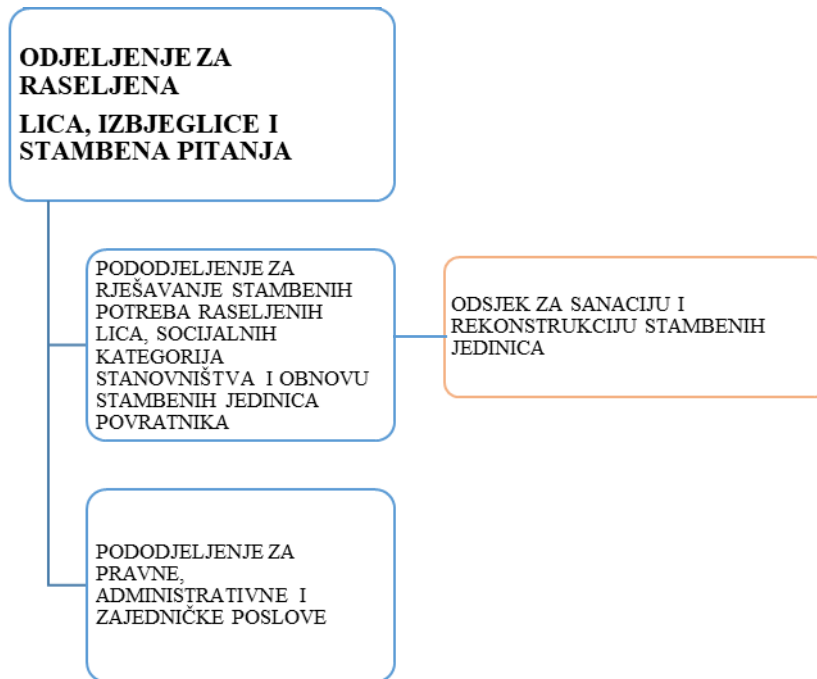 ODJELJENJE ZA
RASELJENA
LICA, IZBJEGLICE I
STAMBENA PITANJA
PODODJELJENJE ZA
RJEŠAVANJE STAMBENIH
POTREBA RASELJENIH
LICA, SOCIJALNIH
KATEGORIJA
STANOVNIŠTVA I OBNOVU
STAMBENIH JEDINICA
POVRATNIKA
ODSJEK ZA SANACIJU I
REKONSTRUKCIJU STAMBENIH
JEDINICA
PODODJELJENJE ZA
PRAVNE,
ADMINISTRATIVNE I
ZAJEDNIČKE POSLOVE